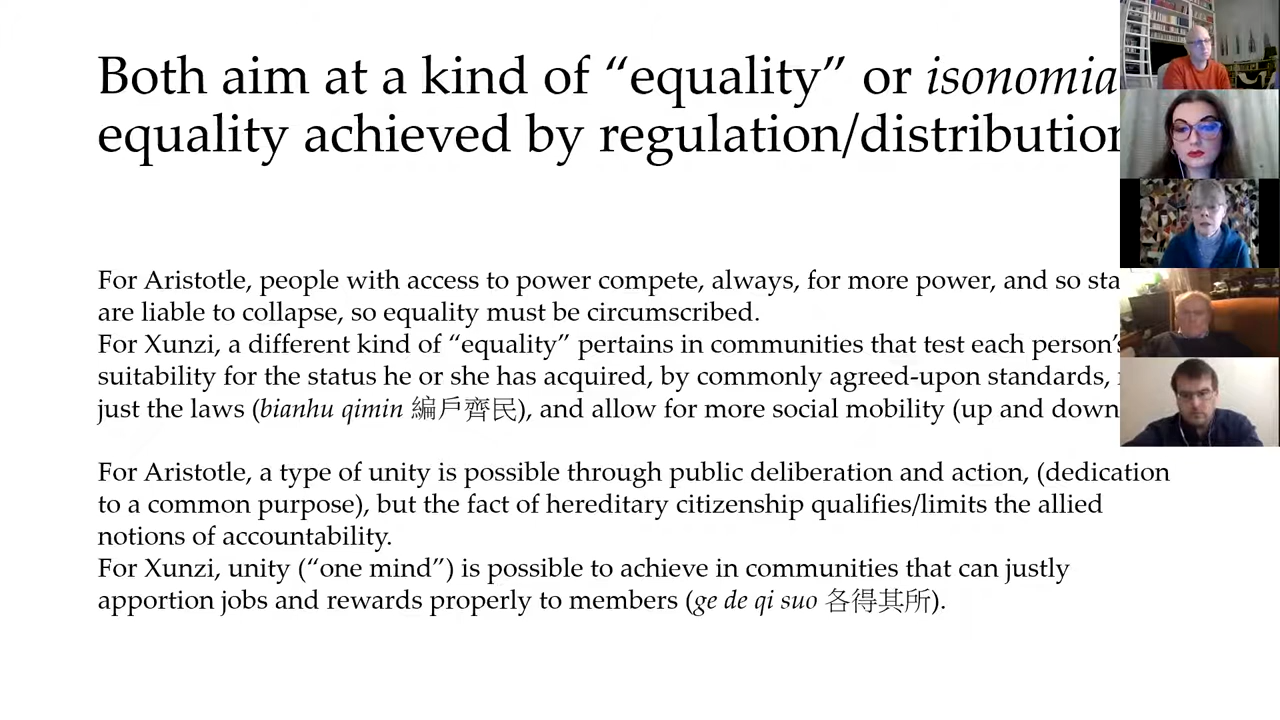 Both aim at a kind of “equality” or isonomia
equality achieved by regulation/distribution
For Aristotle, people with access to power compete, always, for more power, and so
are liable to collapse, so equality must be circumscribed.
For Xunzi, a different kind of “equality” pertains in communities that test each person’s
suitability for the status he or she has acquired, by commonly agreed-upon standards,
just the laws (bianhu qimin 編戶齊民), and allow for more social mobility (up and down
For Aristotle, a type of unity is possible through public deliberation and action, (dedication
to a common purpose), but the fact of hereditary citizenship qualifies/limits the allied
notions of accountability.
For Xunzi, unity (“one mind”) is possible to achieve in communities that can justly
apportion jobs and rewards properly to members (ge de qi suo 各得其所).